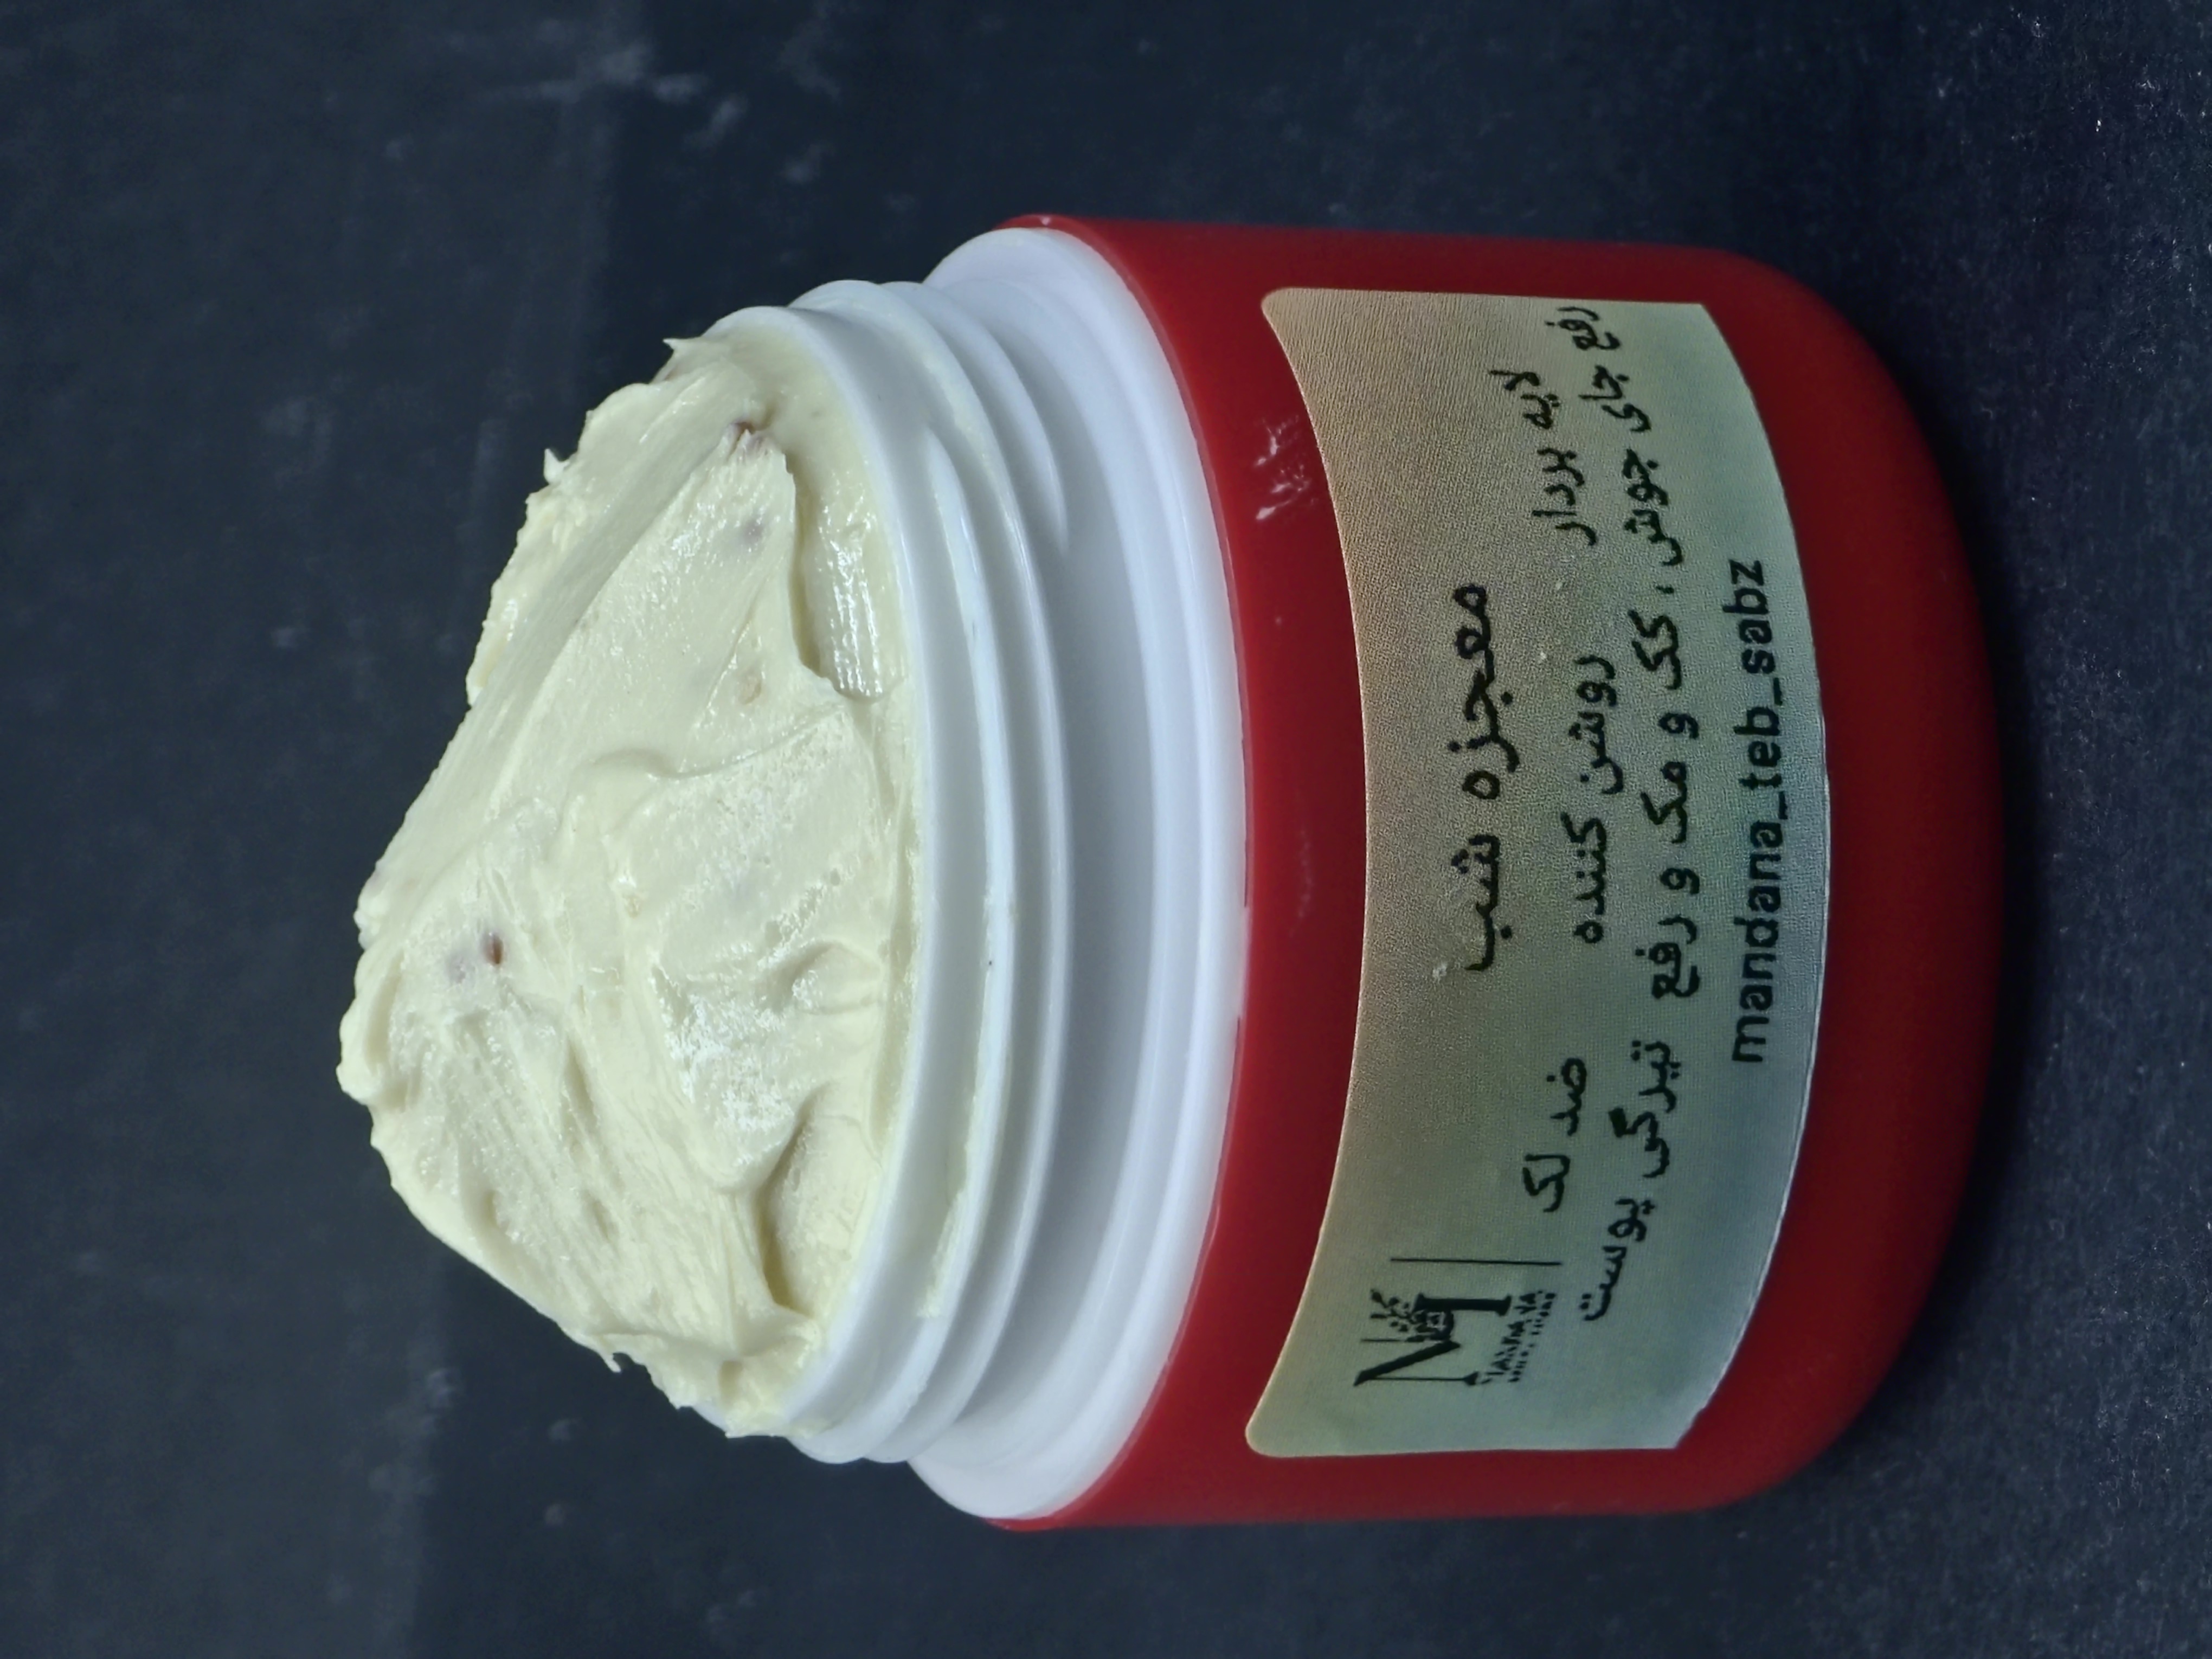 معجزه شب
لایه بردار روشن کننده ضد لک
رفع جای جوش ، کک و مک و رفع تیرگی پوست
mandana_teb_sabz